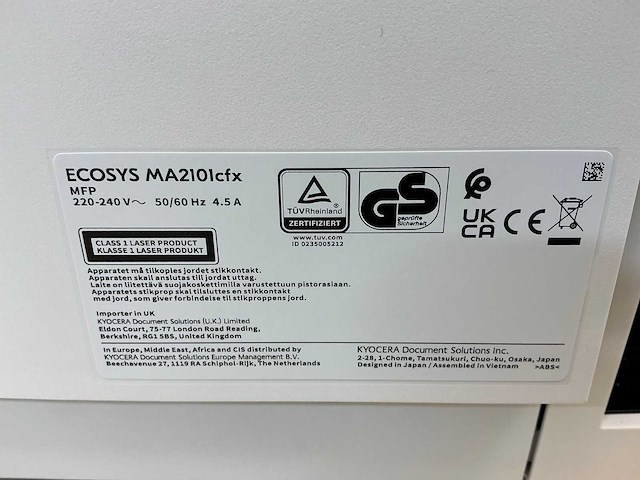 ECOSYS MA2101cfx
MFP
220-240 V~ 50/60 Hz 4.5 A
TÜVRheinland
ZERTIFIZIERT
www.tuv.com
ID 0235005212
GS
geprüfte
Sicherheit
UK
CA
CE
CLASS 1 LASER PRODUCT
KLASSE 1 LASER PRODUKT
Apparatet må tilkoples jordet stikkontakt.
Apparaten skall anslutas till jordat uttag.
Laite on liitettävä suojakoskettimilla varustettuun pistorasiaan.
Apparatets stikprop skal tilsluttes en stikkontakt
med jord, som giver forbindelse til stikproppens jord.
Importer in UK
KYOCERA Document Solutions (U.K.) Limited
Eldon Court, 75-77 London Road Reading,
Berkshire, RG1 5BS, United Kingdom
In Europe, Middle East, Africa and CIS distributed by
KYOCERA Document Solutions Europe Management B.V.
Beechavenue 27, 1119 RA Schiphol-Rijk, The Netherlands
KYOCERA Document Solutions Inc.
2-28, 1-Chome, Tamatsukuri, Chuo-ku, Osaka, Japan
Designed in Japan / Assembled in Vietnam >ABS<